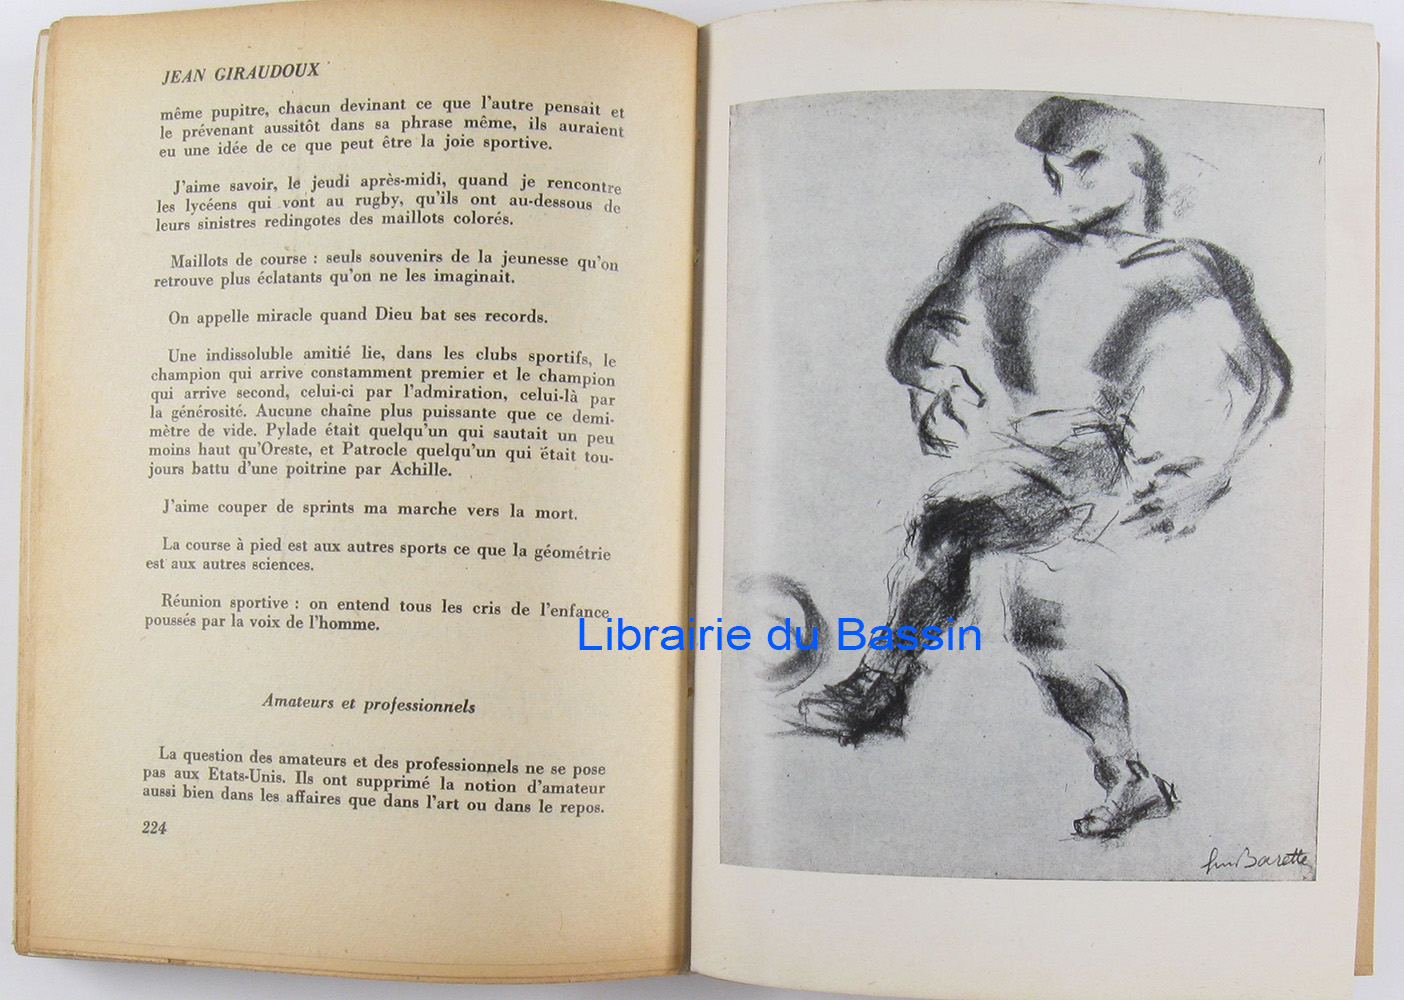 JEAN GIRAUDOUX
même pupitre, chacun devinant ce que l'autre pensait et
le prévenant aussitôt dans sa phrase même, ils auraient
eu une idée de ce que peut être la joie sportive.
J'aime savoir, le jeudi après-midi, quand je rencontre
les lycéens qui vont au rugby, qu'ils ont au-dessous de
leurs sinistres redingotes des maillots colorés.
Maillots de course : seuls souvenirs de la jeunesse qu'on
retrouve plus éclatants qu'on ne les imaginait.
On appelle miracle quand Dieu bat ses records.
Une indissoluble amitié lie, dans les clubs sportifs, le
champion qui arrive constamment premier et le champion
qui arrive second, celui-ci par l'admiration, celui-là par
la générosité. Aucune chaîne plus puissante que ce demi-
mètre de vide. Pylade était quelqu'un qui sautait un peu
moins haut qu'Oreste, et Patrocle quelqu'un qui était tou-
jours battu d'une poitrine par Achille.
J'aime couper de sprints ma marche vers la mort.
La course à pied est aux autres sports ce que la géométrie
est aux autres sciences.
Réunion sportive : on entend tous les cris de l'enfance
poussés par la voix de l'homme.
Amateurs et professionnels
La question des amateurs et des professionnels ne se pose
pas aux Etats-Unis. Ils ont supprimé la notion d'amateur
aussi bien dans les affaires que dans l'art ou dans le repos.
224
Librairie du Bassin
Barette